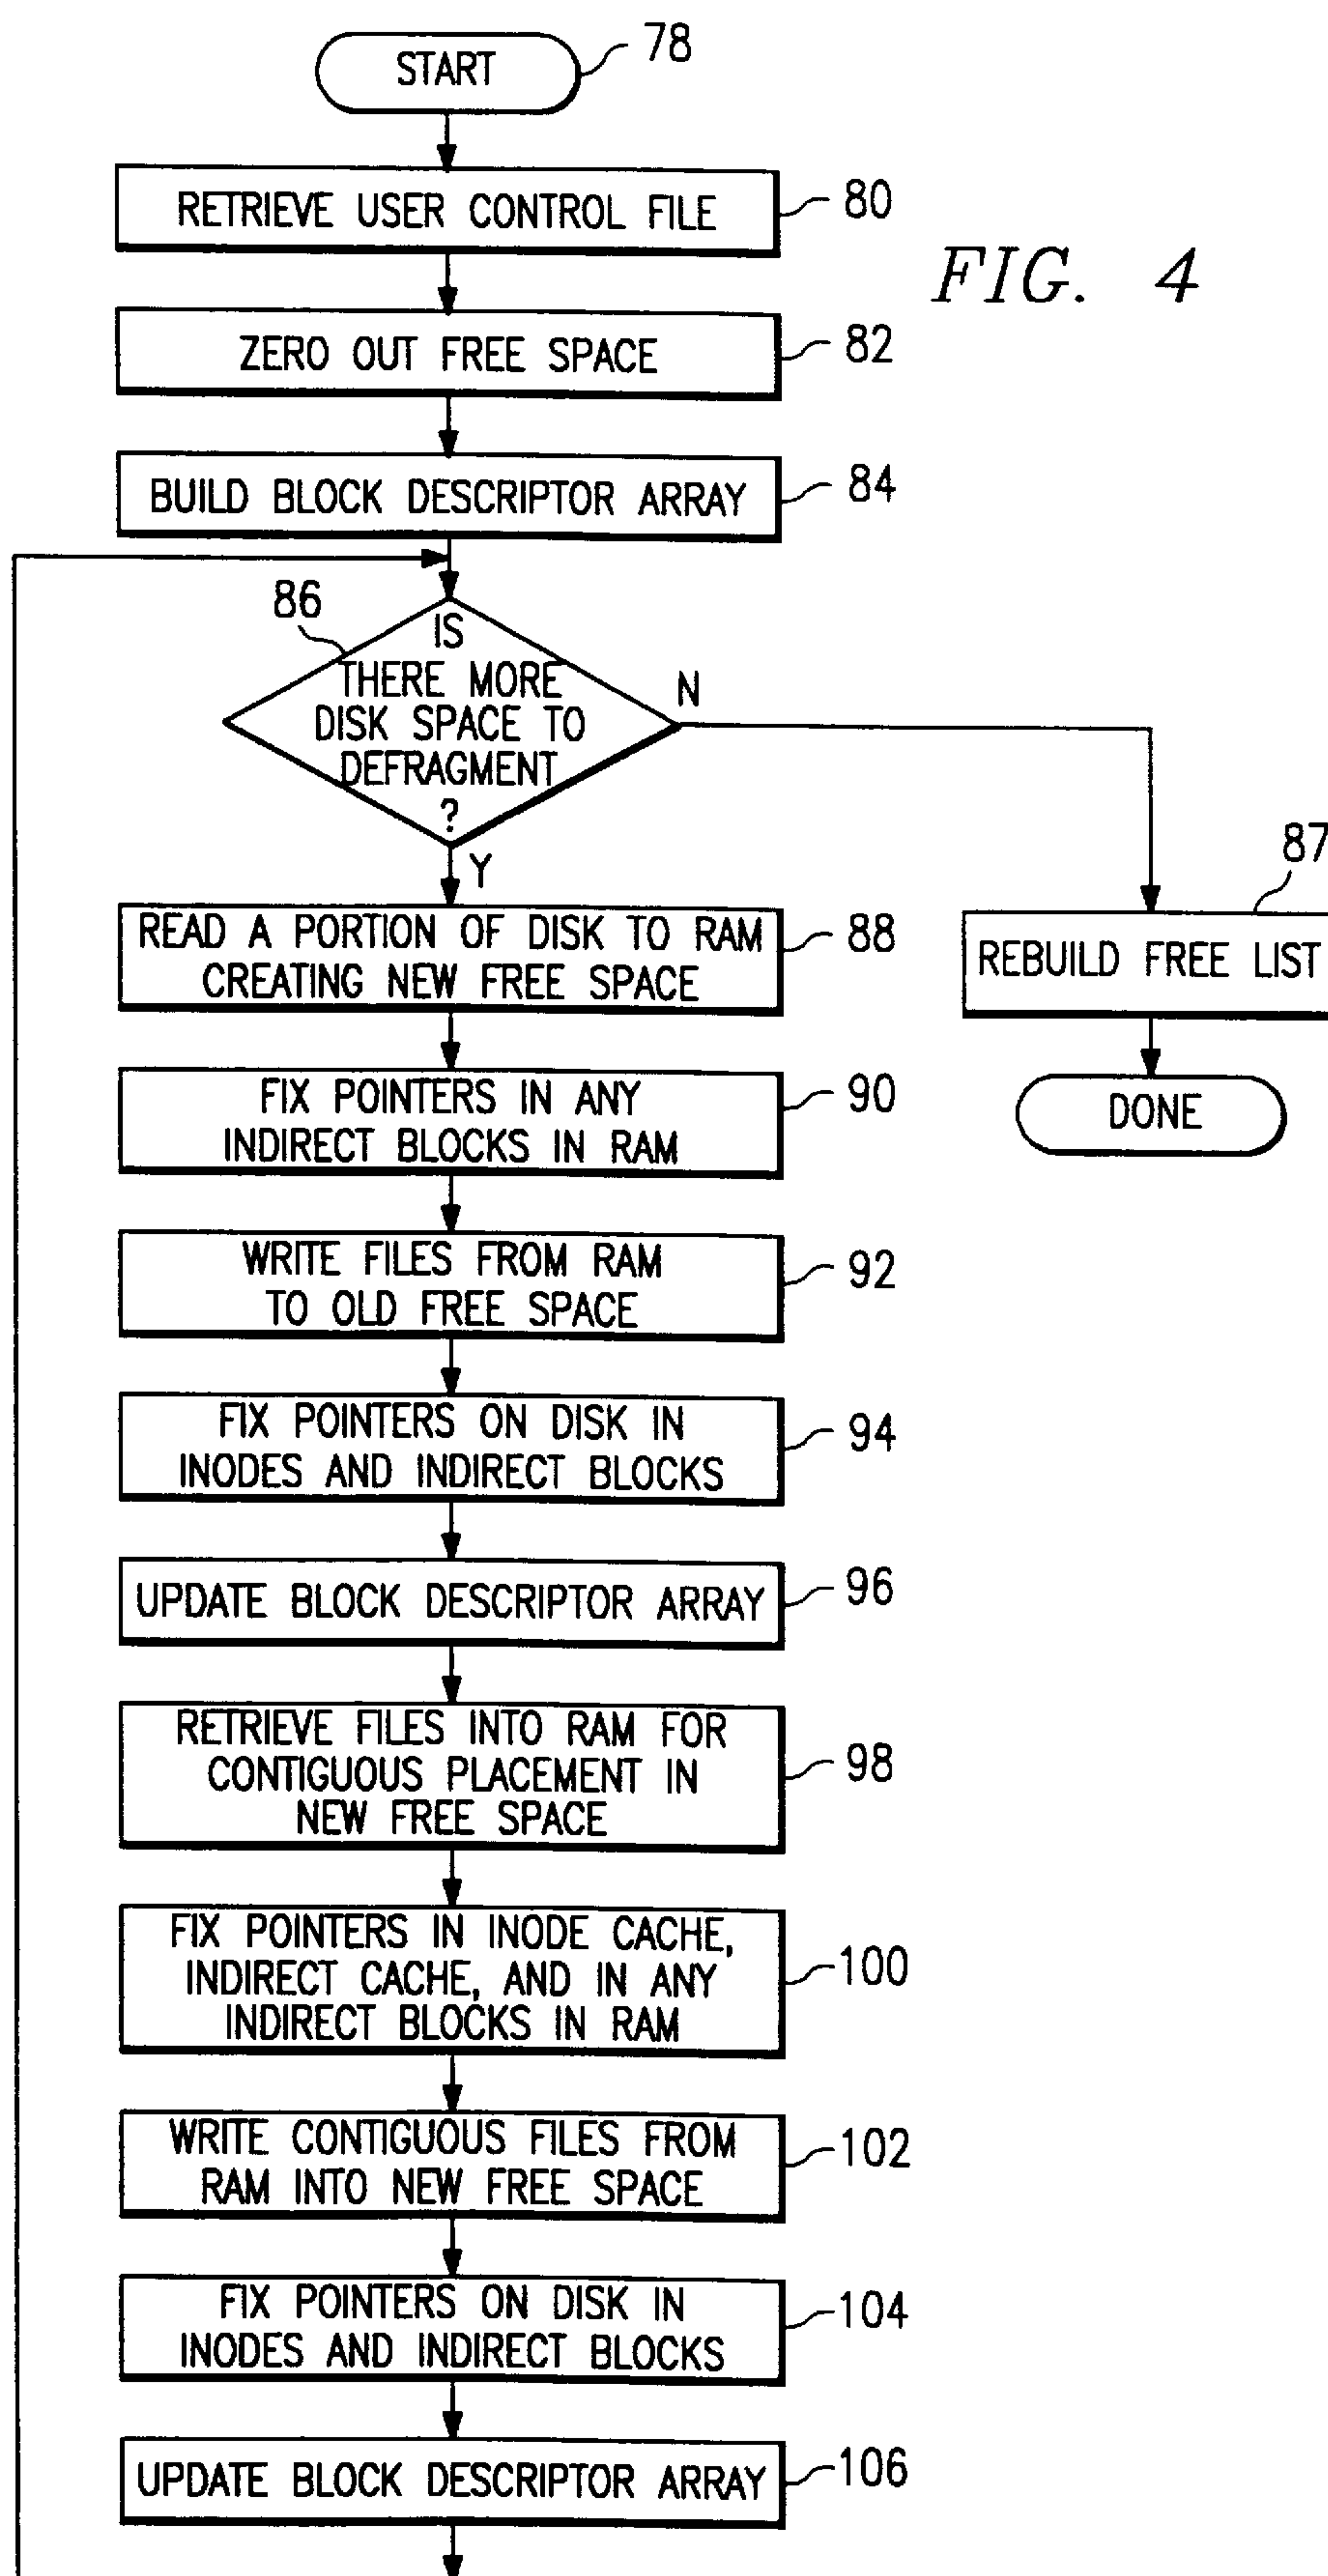 START
78
RETRIEVE USER CONTROL FILE
80
FIG. 4
ZERO OUT FREE SPACE
82
BUILD BLOCK DESCRIPTOR ARRAY
84
86
IS
THERE MORE
DISK SPACE TO
DEFRAGMENT
?
N
Y
87
REBUILD FREE LIST
DONE
READ A PORTION OF DISK TO RAM
CREATING NEW FREE SPACE
88
FIX POINTERS IN ANY
INDIRECT BLOCKS IN RAM
90
WRITE FILES FROM RAM
TO OLD FREE SPACE
92
FIX POINTERS ON DISK IN
INODES AND INDIRECT BLOCKS
94
UPDATE BLOCK DESCRIPTOR ARRAY
96
RETRIEVE FILES INTO RAM FOR
CONTIGUOUS PLACEMENT IN
NEW FREE SPACE
98
FIX POINTERS IN INODE CACHE,
INDIRECT CACHE, AND IN ANY
INDIRECT BLOCKS IN RAM
100
WRITE CONTIGUOUS FILES FROM
RAM INTO NEW FREE SPACE
102
FIX POINTERS ON DISK IN
INODES AND INDIRECT BLOCKS
104
UPDATE BLOCK DESCRIPTOR ARRAY
106